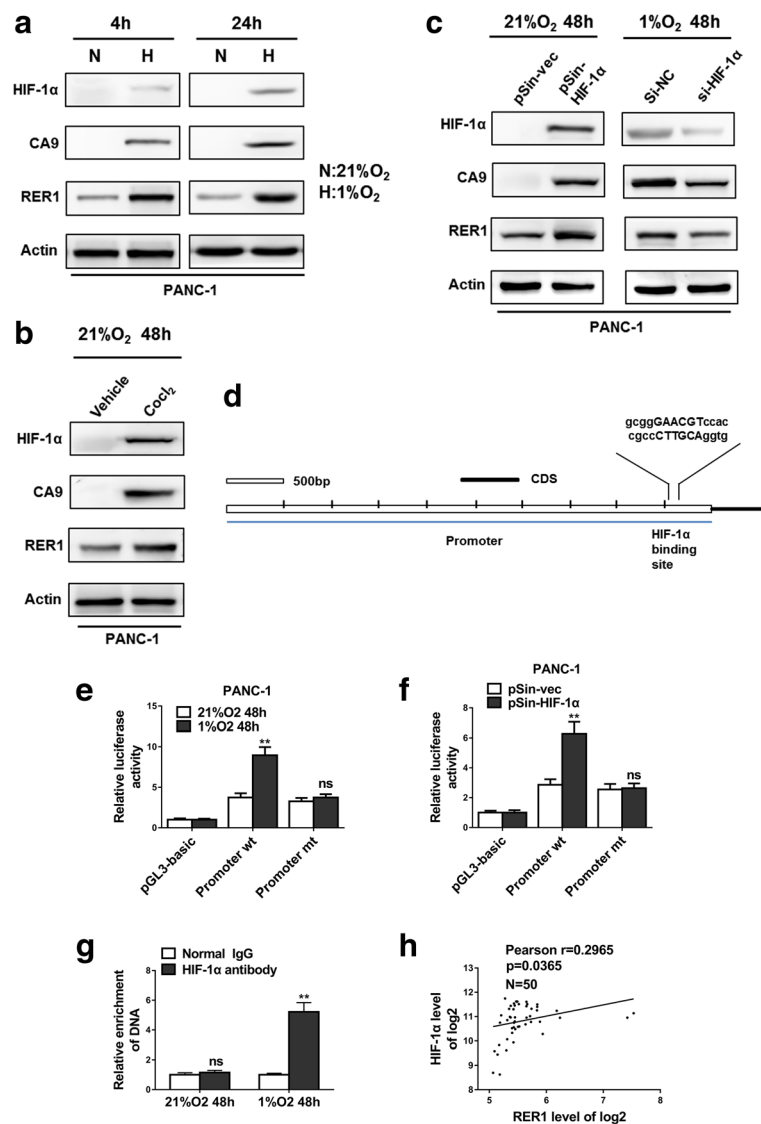 a
4h 24h
N H N H
HIF-1α
CA9
RER1
Actin
N:21%O2
H:1%O2
PANC-1
b
21%O2 48h
Vehicle Cocl2
HIF-1α
CA9
RER1
Actin
PANC-1
c
21%O2 48h 1%O2 48h
pSin-vec pSin-HIF-1α Si-NC si-HIF-1α
HIF-1α
CA9
RER1
Actin
PANC-1
d
gcggGAACGTccac
cgccCTTGCAggtg
500bp CDS
Promoter
HIF-1α
binding
site
e
PANC-1
21%O2 48h
1%O2 48h
Relative luciferase
activity
15
10
5
0
**
ns
pGL3-basic Promoter wt Promoter mt
f
PANC-1
pSin-vec
pSin-HIF-1α
Relative luciferase
activity
8
6
4
2
0
**
ns
pGL3-basic Promoter wt Promoter mt
g
Normal IgG
HIF-1α antibody
Relative enrichment
of DNA
8
6
4
2
0
ns
**
21%O2 48h 1%O2 48h
h
Pearson r=0.2965
p=0.0365
N=50
HIF-1α level
of log2
13
12
11
10
9
8
5 6 7 8
RER1 level of log2